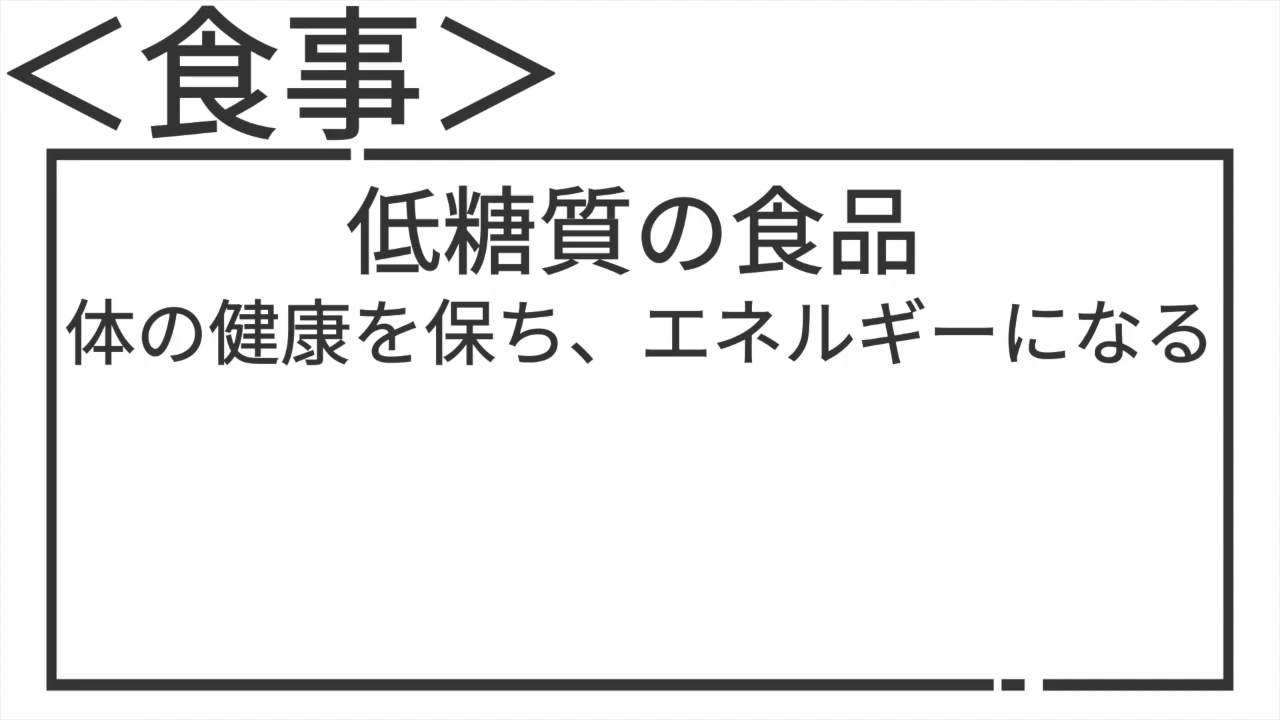 ＜食事＞
低糖質の食品
体の健康を保ち、エネルギーになる